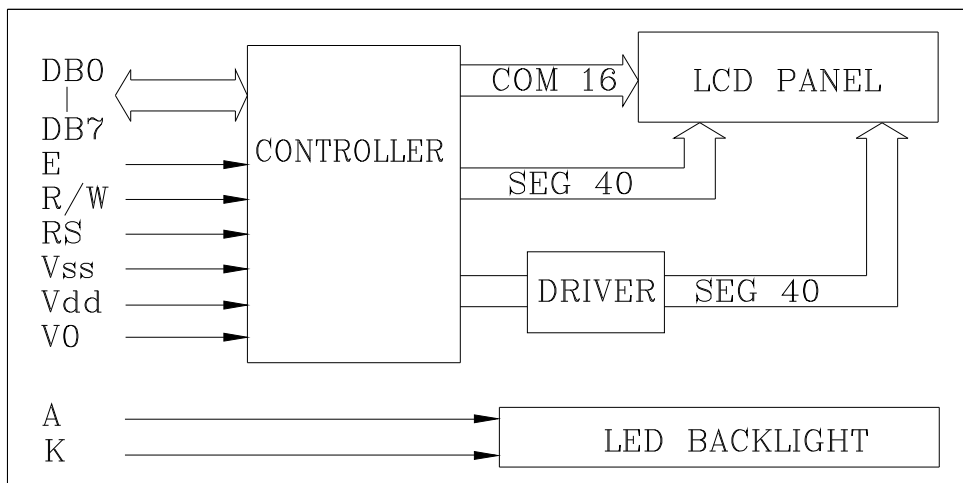 DB0
|
DB7
E
R/W
RS
Vss
Vdd
V0
A
K
CONTROLLER
COM 16
SEG 40
DRIVER
SEG 40
LCD PANEL
LED BACKLIGHT